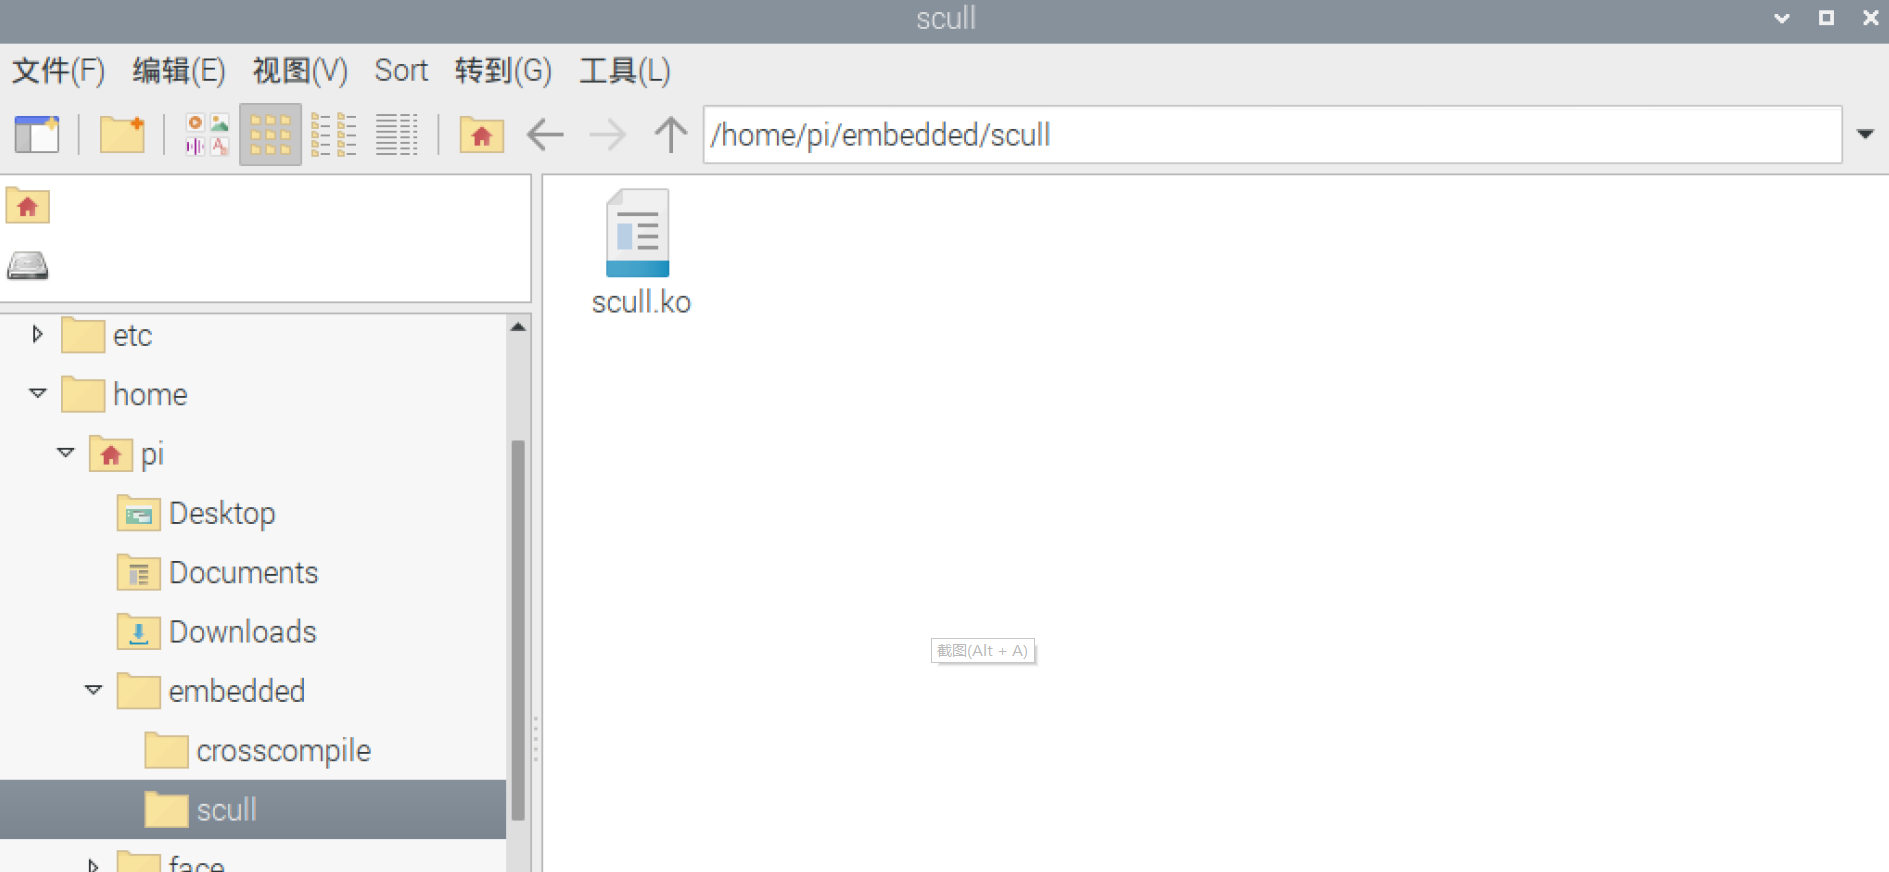 scull
文件(F) 编辑(E) 视图(V) Sort 转到(G) 工具(L)
/home/pi/embedded/scull
scull.ko
etc
home
pi
Desktop
Documents
Downloads
embedded
crosscompile
scull
face
截图(Alt + A)